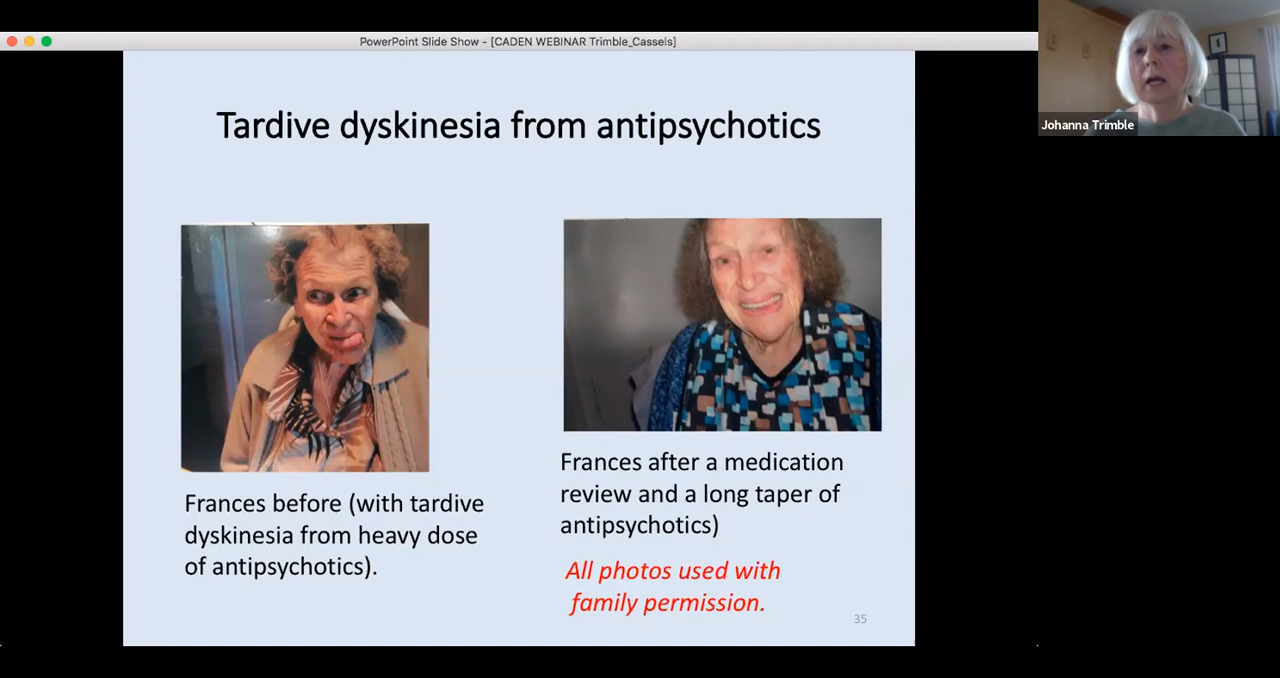 PowerPoint Slide Show - [CADEN WEBINAR Trimble_Cassels]
Johanna Trimble
Tardive dyskinesia from antipsychotics
Frances before (with tardive
dyskinesia from heavy dose
of antipsychotics).
Frances after a medication
review and a long taper of
antipsychotics)
All photos used with
family permission.
35